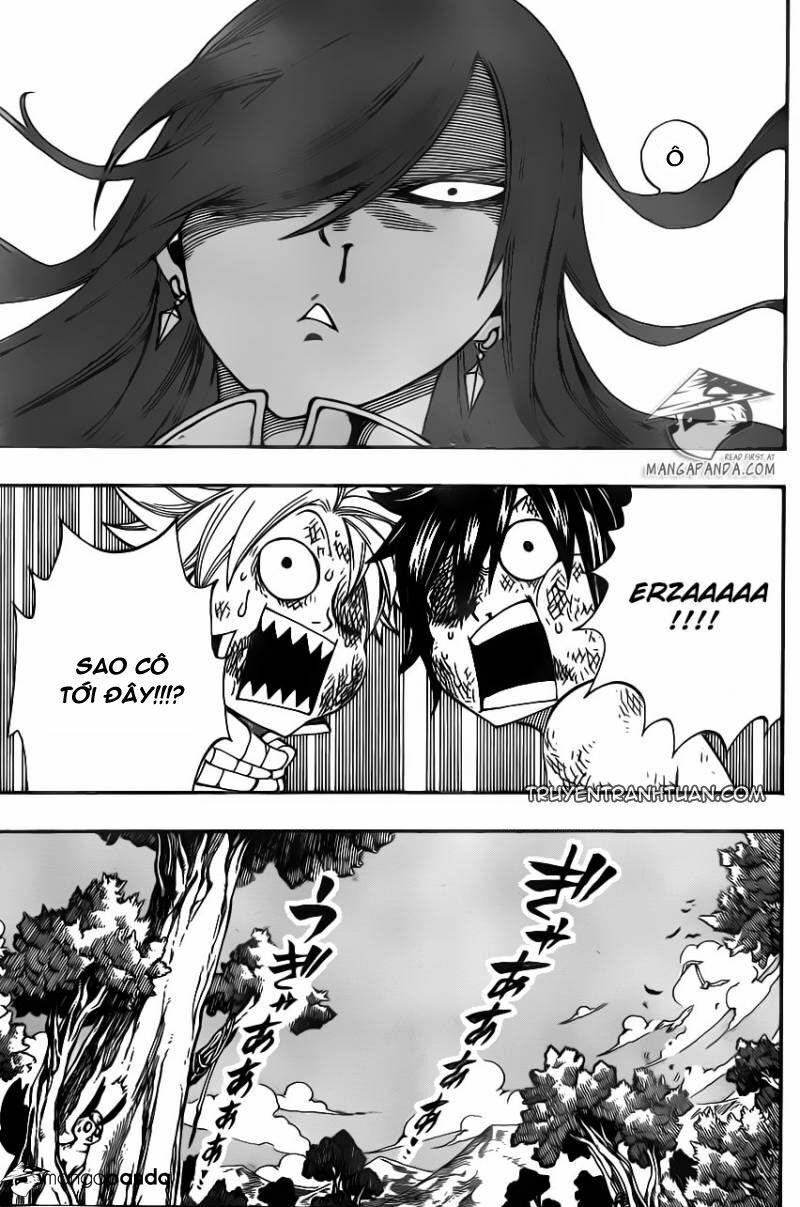 Ô
READ FIRST AT
MANGAPANDA.COM
ERZAAAAA
!!!!
SAO CÔ
TỚI ĐÂY!!!?
TRUYENTRANHTUAN.COM
ぎゃあああああ
うぎゃあああああ
mangapanda